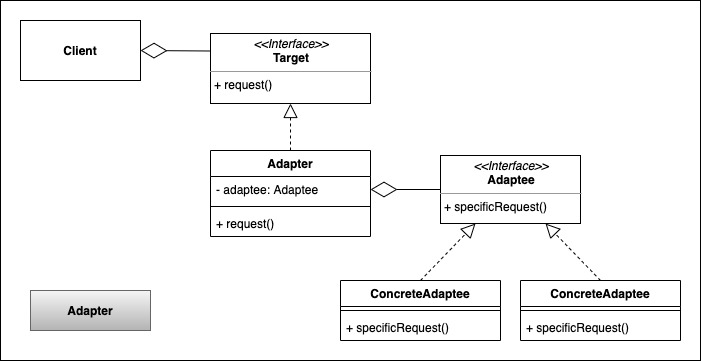 Client
<<Interface>>
Target
+ request()
Adapter
- adaptee: Adaptee
+ request()
<<Interface>>
Adaptee
+ specificRequest()
ConcreteAdaptee
+ specificRequest()
ConcreteAdaptee
+ specificRequest()
Adapter